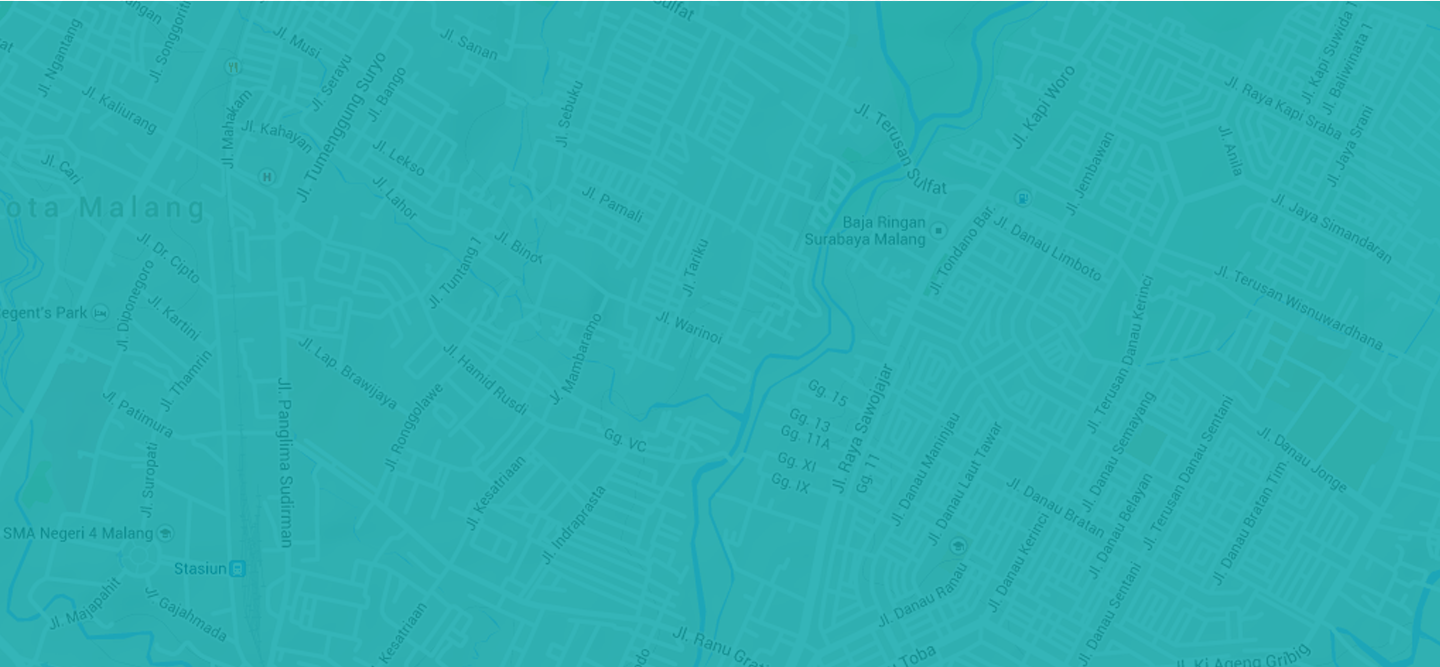 Sulfat
Jl. Ngantang
Jl. Songgoriti
Jl. Musi
Jl. Sanan
Jl. Serayu
Jl. Tumenggung Suryo
Jl. Bango
Jl. Kapi Suwida 1
Jl. Baliwinata 1
Jl. Kaliurang
Jl. Mahakam
Jl. Kahayan
Jl. Sebuku
Jl. Terusan Sulfat
Jl. Kapi Woro
Jl. Raya Kapi Sraba
Jl. Cari
H
Jl. Lekso
Jl. Jembawan
Jl. Anila
Jl. Jaya Srani
ota Malang
Jl. Lahor
Jl. Pamali
Baja Ringan
Surabaya Malang
Jl. Tondano Bar.
Jl. Danau Limboto
Jl. Jaya Simandaran
Jl. Dr. Cipto
Jl. Tuntang 1
Jl. Binor
Jl. Tariku
Jl. Terusan Wisnuwardhana
egent's Park
Jl. Diponegoro
Jl. Kartini
Jl. Warinoi
Jl. Terusan Danau Kerinci
Jl. Thamrin
Jl. Lap. Brawijaya
Jl. Hamid Rusdi
Jl. Mambaramo
Jl. Patimura
Jl. Panglima Sudirman
Jl. Ronggolawe
Gg. 15
Gg. 13
Gg. 11A
Gg. XI
Gg. IX
Jl. Raya Sawojajar
Gg. 11
Gg. VC
Jl. Danau Maninjau
Jl. Danau Laut Tawar
Jl. Danau Semayang
Jl. Terusan Danau Sentani
Jl. Danau Jonge
Jl. Suropati
Jl. Kesatriaan
Jl. Indraprasta
Jl. Danau Bratan
Jl. Danau Belayan
Jl. Danau Bratan Tim.
SMA Negeri 4 Malang
Stasiun
Jl. Danau Kerinci
Jl. Danau Ranau
Jl. Danau Sentani
Jl. Majapahit
Jl. Gajahmada
Jl. Kesatrian
Jl. Ranu Grati
Toba
Jl. Ki Ageng Gribig